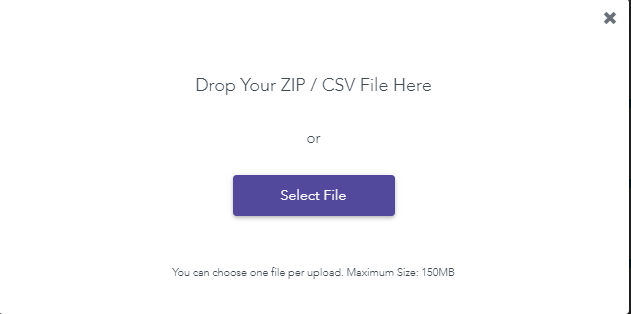 Drop Your ZIP / CSV File Here
or
Select File
You can choose one file per upload. Maximum Size: 150MB